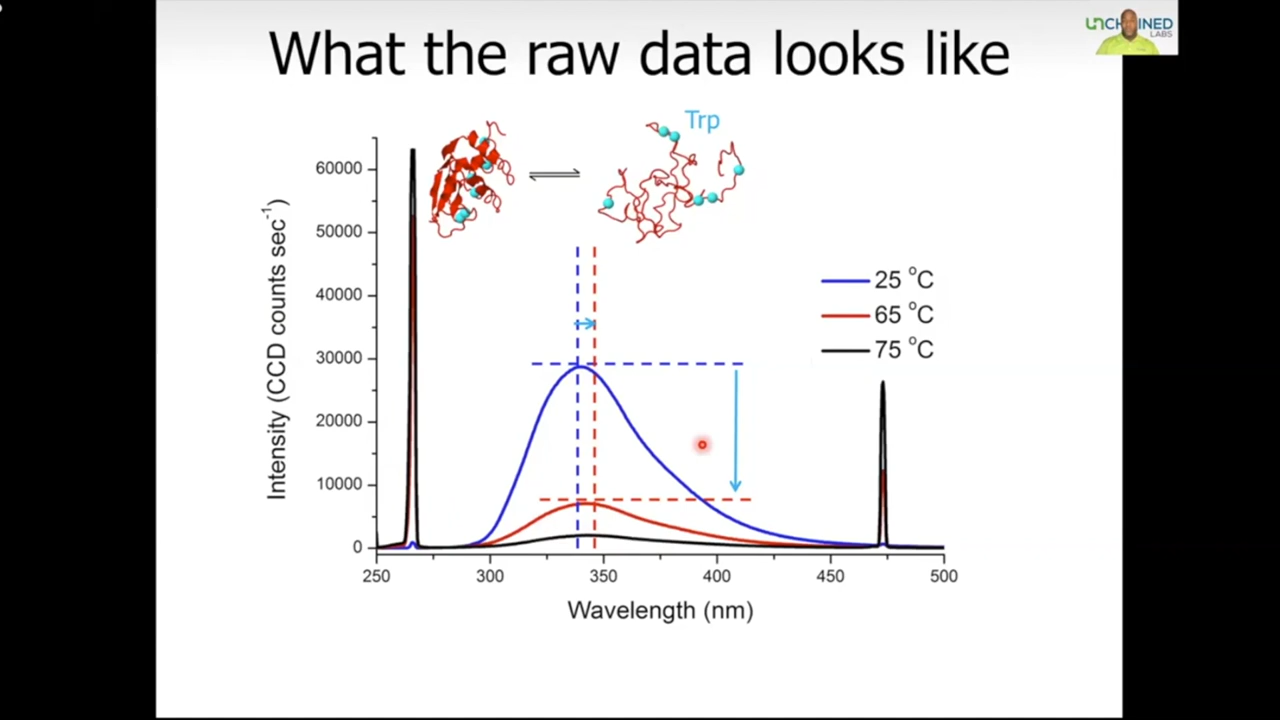 What the raw data looks like
UNCHAINED
LABS
Trp
60000
50000
40000
30000
20000
10000
0
Intensity (CCD counts sec⁻¹)
25 °C
65 °C
75 °C
250 300 350 400 450 500
Wavelength (nm)